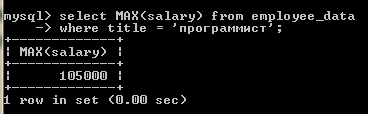 mysql> select MAX(salary) from employee_data
    -> where title = 'программист';
+-------------+
¦ MAX(salary) ¦
+-------------+
¦      105000 ¦
+-------------+
1 row in set (0.00 sec)